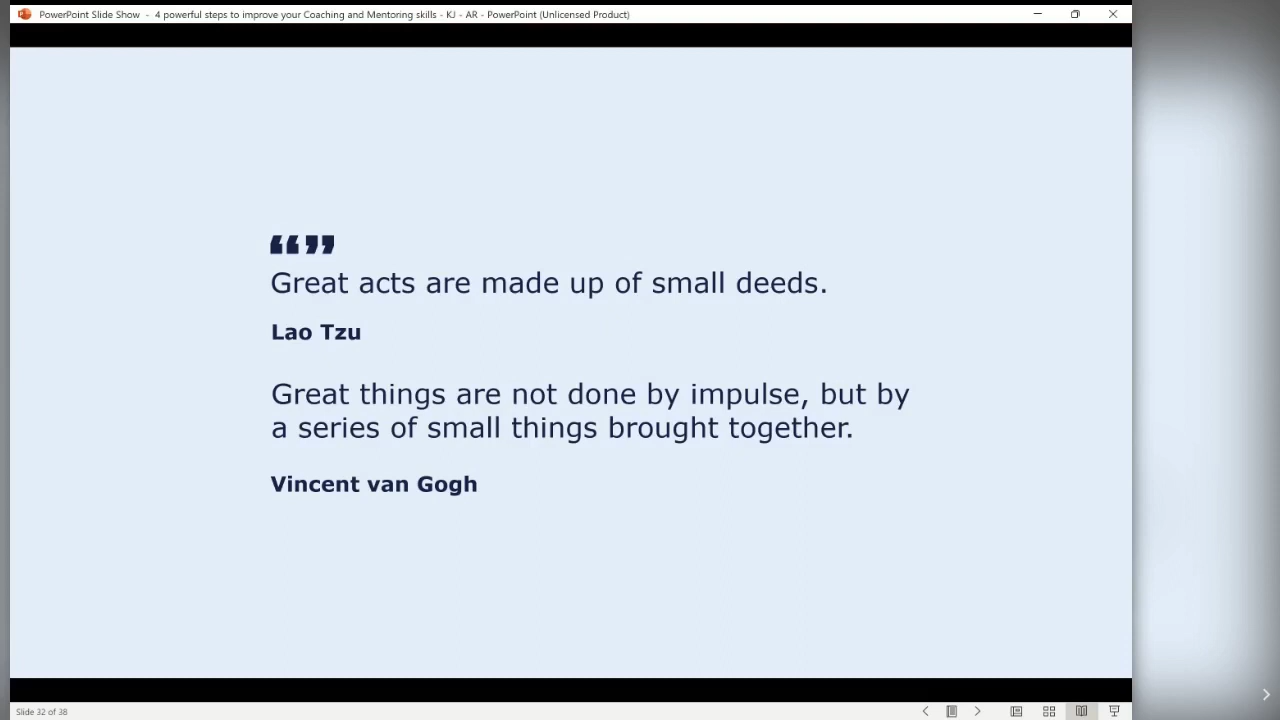 PowerPoint Slide Show - 4 powerful steps to improve your Coaching and Mentoring skills - KJ - AR - PowerPoint (Unlicensed Product)
“”
Great acts are made up of small deeds.
Lao Tzu
Great things are not done by impulse, but by
a series of small things brought together.
Vincent van Gogh
Slide 32 of 38